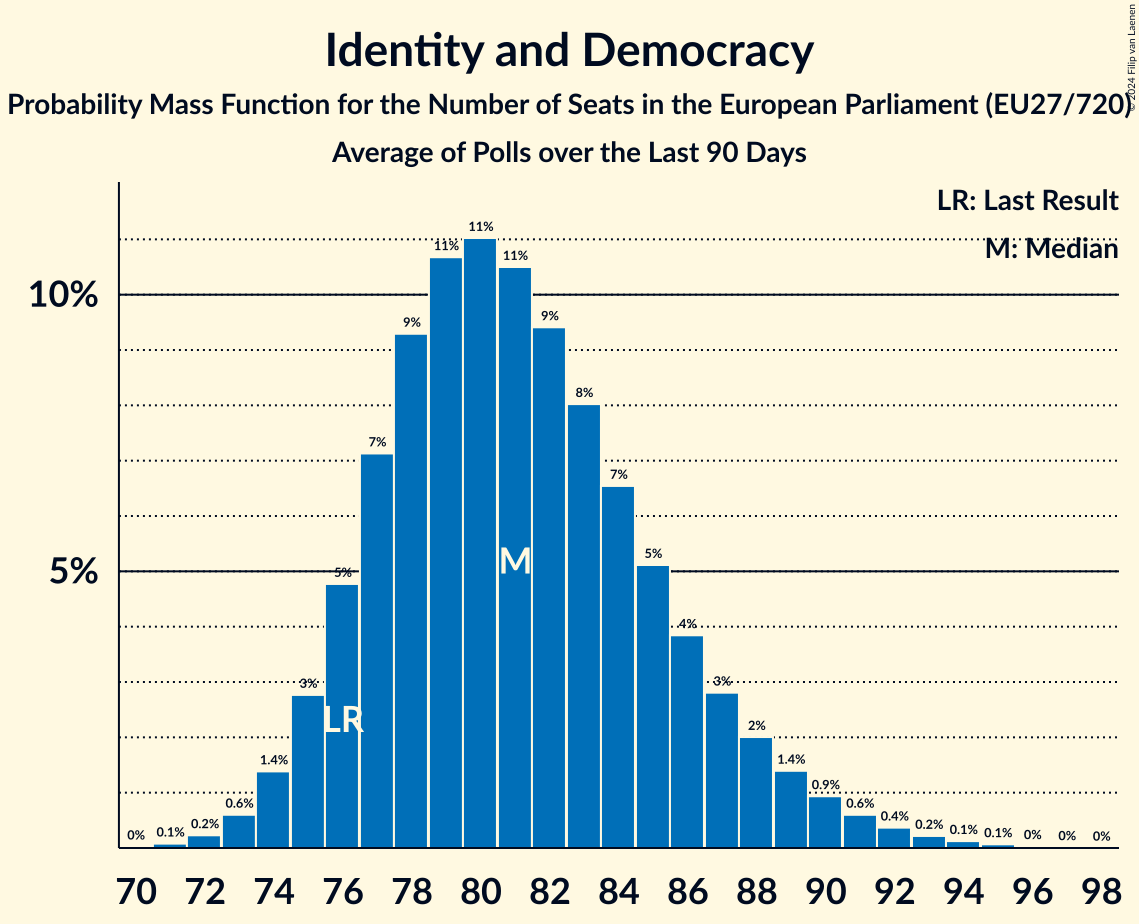 Identity and Democracy
Probability Mass Function for the Number of Seats in the European Parliament (EU27/720)
Average of Polls over the Last 90 Days
© 2024 Filip van Laenen
LR: Last Result
M: Median
10%
5%
0% 0.1% 0.2% 0.6% 1.4% 3% 5% 7% 9% 11% 11% 11% 9% 8% 7% 5% 4% 3% 2% 1.4% 0.9% 0.6% 0.4% 0.2% 0.1% 0.1% 0% 0% 0%
M
LR
70 72 74 76 78 80 82 84 86 88 90 92 94 96 98